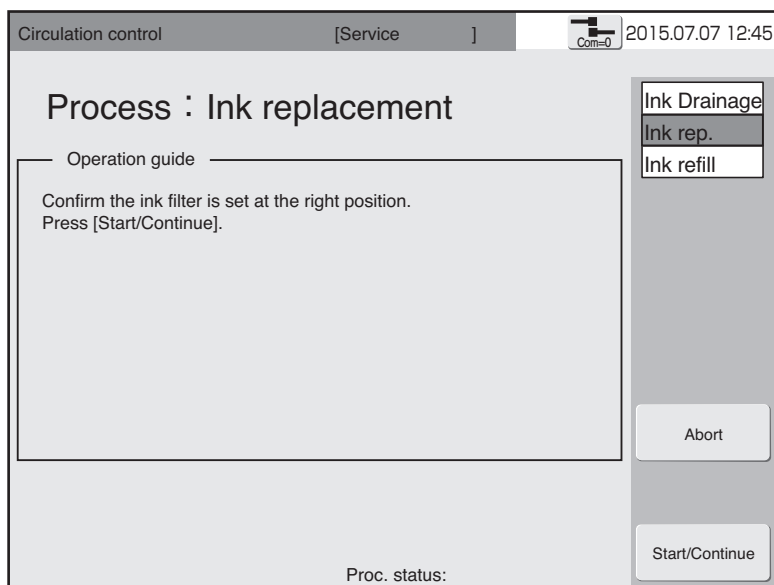 Circulation control [Service ] Com=0 2015.07.07 12:45
Process : Ink replacement
Operation guide
Confirm the ink filter is set at the right position.
Press [Start/Continue].
Ink Drainage
Ink rep.
Ink refill
Abort
Start/Continue
Proc. status: